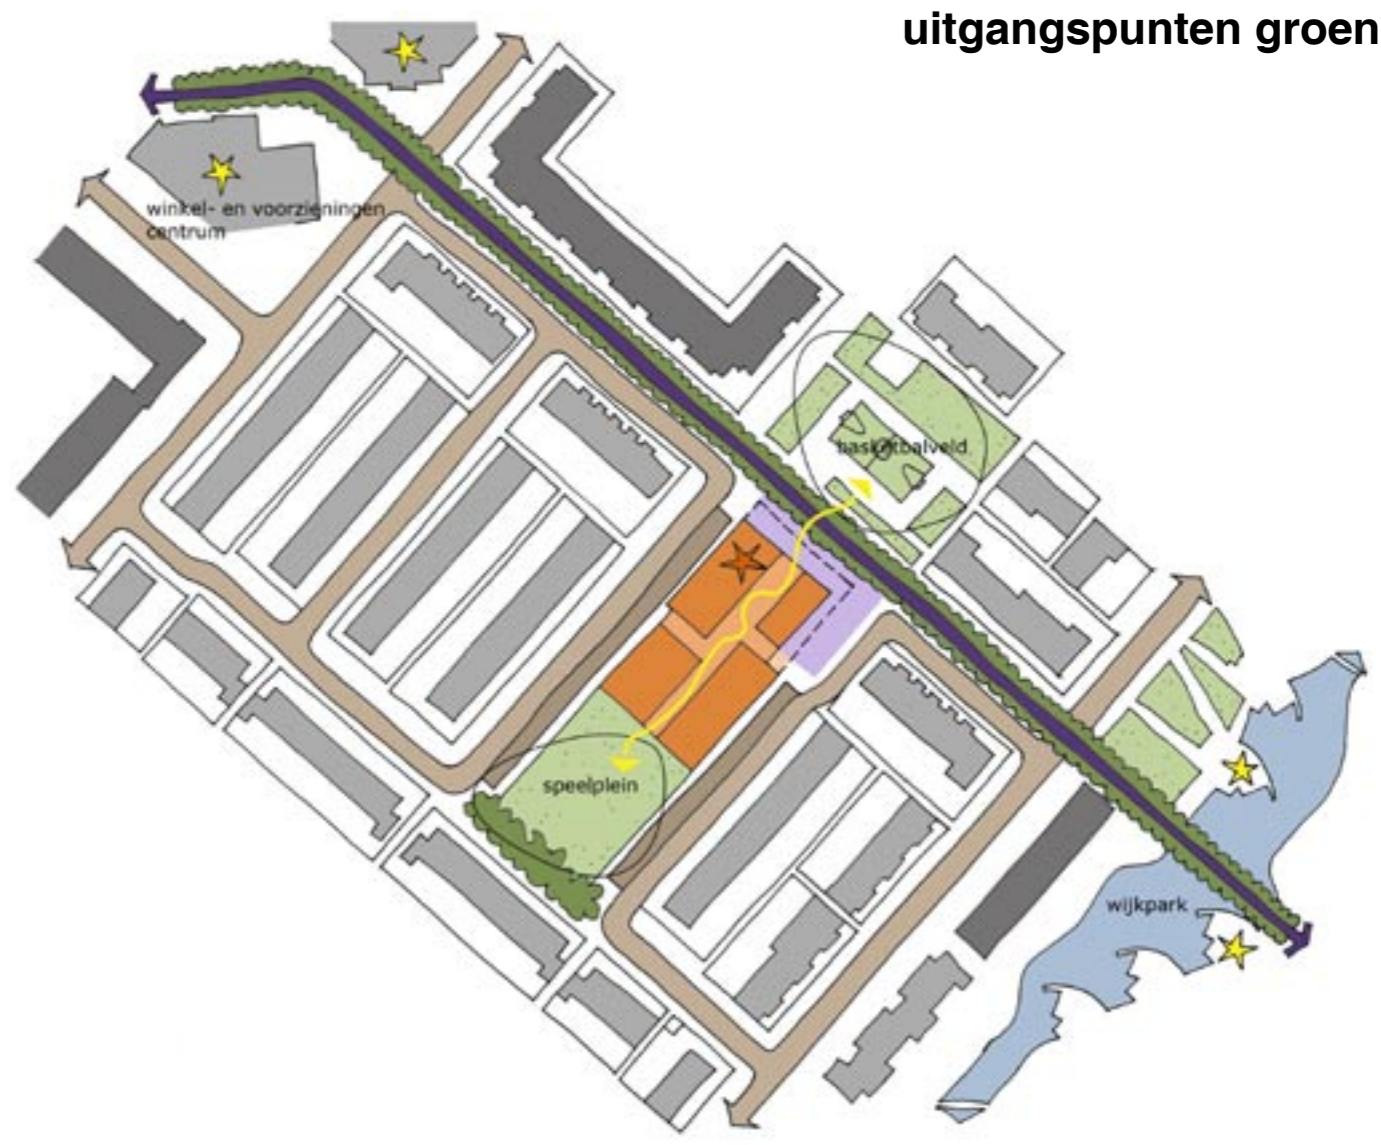 uitgangspunten groen
winkel- en voorzieningen
centrum
basketbalveld
speelplein
wijkpark